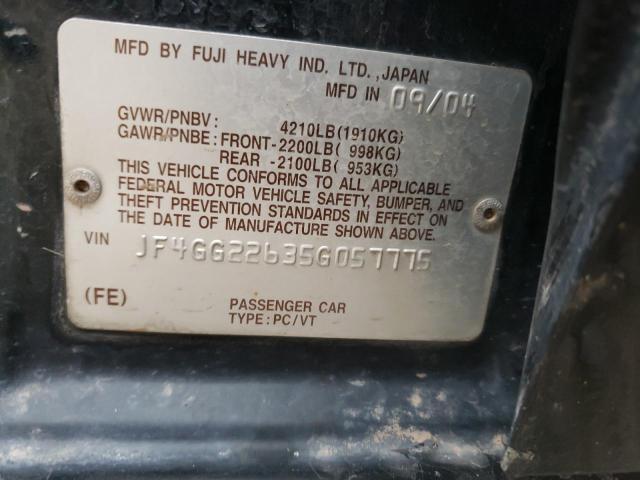 MFD BY FUJI HEAVY IND. LTD.,JAPAN
MFD IN 09/04
GVWR/PNBV: 4210LB(1910KG)
GAWR/PNBE: FRONT-2200LB( 998KG)
REAR -2100LB( 953KG)
THIS VEHICLE CONFORMS TO ALL APPLICABLE
FEDERAL MOTOR VEHICLE SAFETY, BUMPER, AND
THEFT PREVENTION STANDARDS IN EFFECT ON
THE DATE OF MANUFACTURE SHOWN ABOVE.
VIN JF4GG22635G057775
(FE) PASSENGER CAR
TYPE:PC/VT